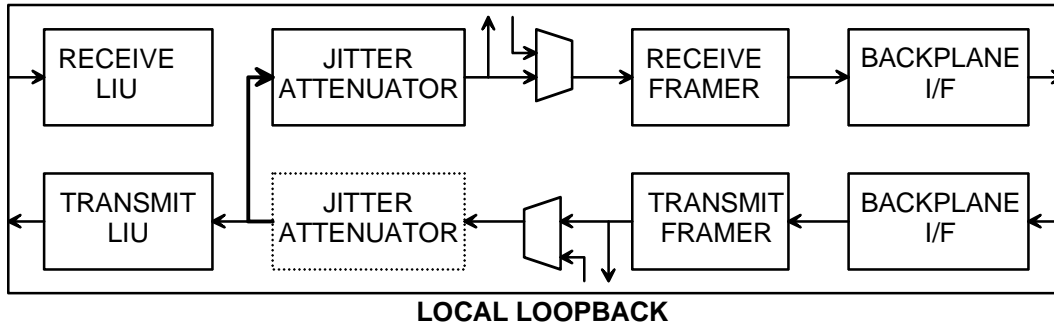 RECEIVE
LIU
JITTER
ATTENUATOR
RECEIVE
FRAMER
BACKPLANE
I/F
TRANSMIT
LIU
JITTER
ATTENUATOR
TRANSMIT
FRAMER
BACKPLANE
I/F
LOCAL LOOPBACK